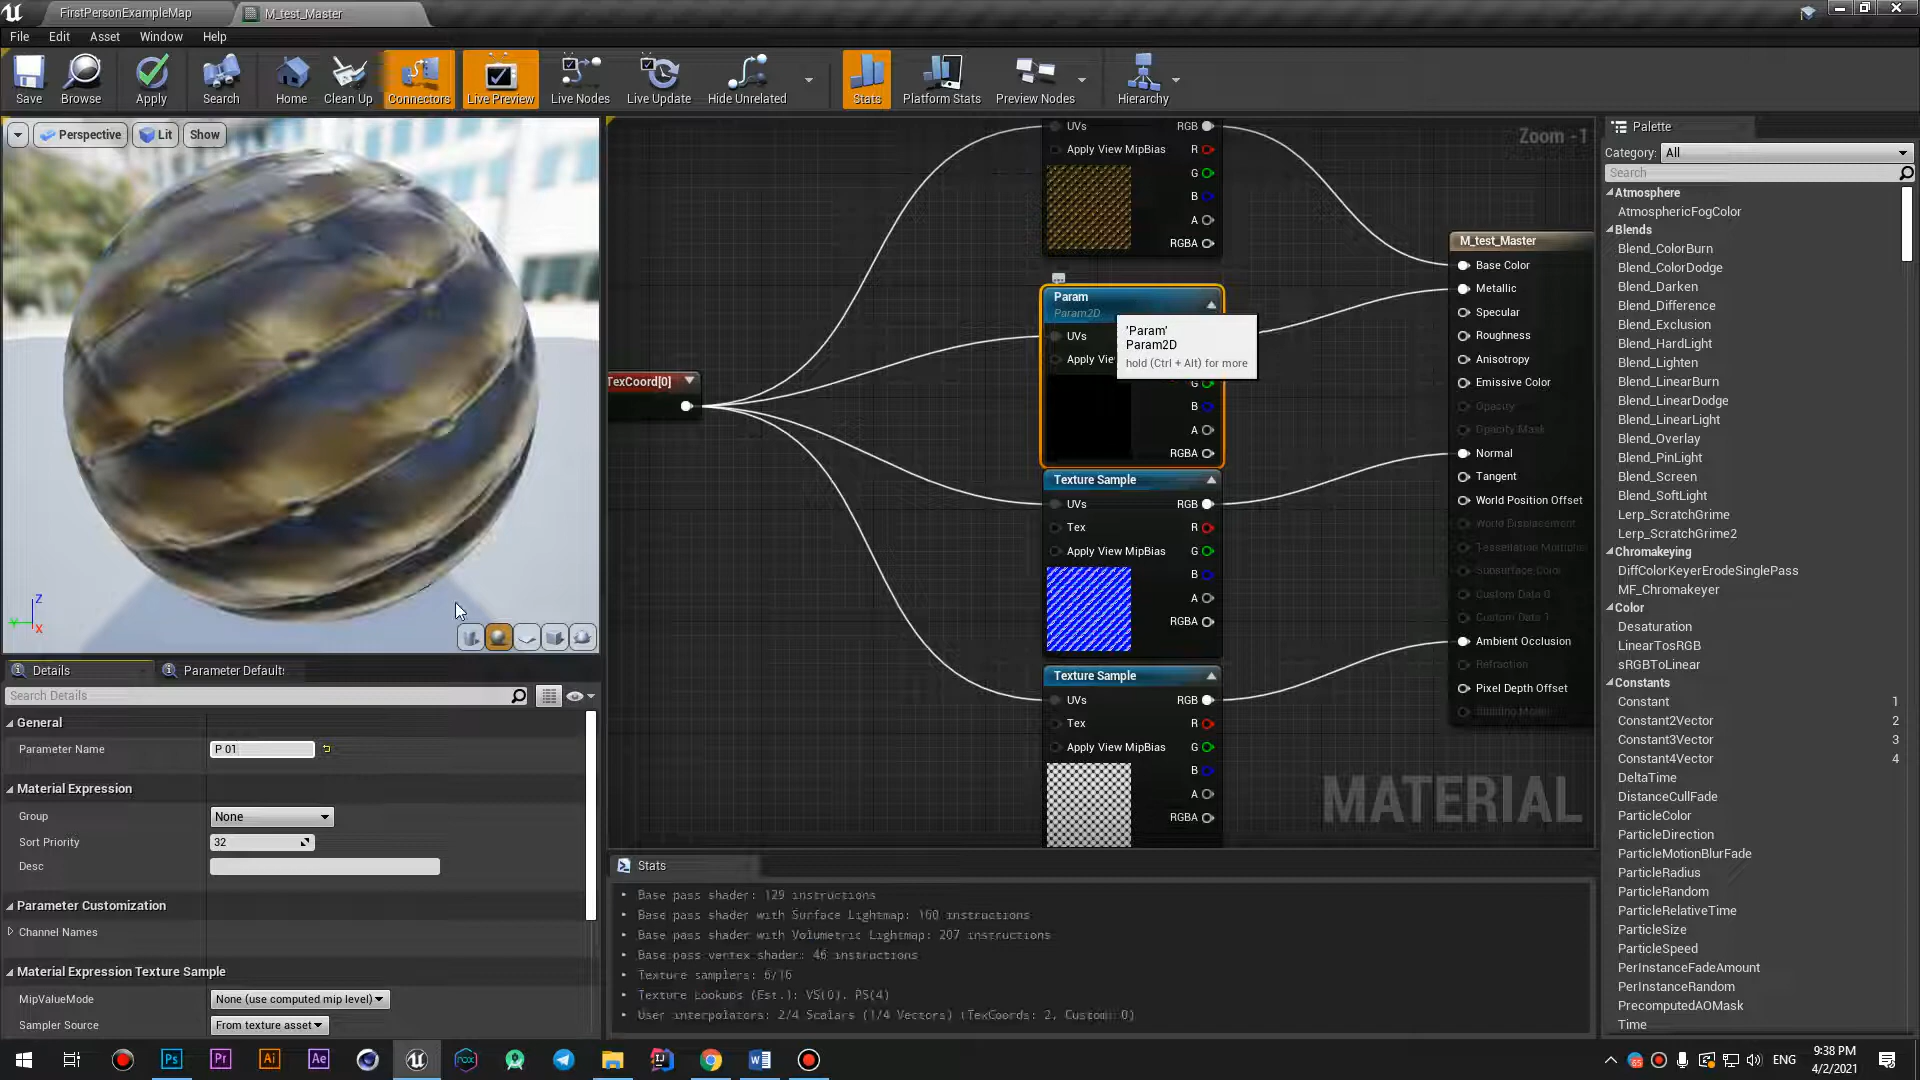 FirstPersonExampleMap
M_test_Master
File Edit Asset Window Help
Save Browse Apply Search Home Clean Up Connectors Live Preview Live Nodes Live Update Hide Unrelated Stats Platform Stats Preview Nodes Hierarchy
Perspective Lit Show
Z
Y
X
Details
Parameter Defaults
Search Details
General
Parameter Name P 01
Material Expression
Group None
Sort Priority 32
Desc
Parameter Customization
Channel Names
Material Expression Texture Sample
MipValueMode None (use computed mip level)
Sampler Source From texture asset
Zoom -1
TexCoord[0]
UVs RGB
Apply View MipBias R
G
B
A
RGBA
Param
Param2D
UVs
Apply Vie
'Param'
Param2D
hold (Ctrl + Alt) for more
G
B
A
RGBA
Texture Sample
UVs RGB
Tex R
Apply View MipBias G
B
A
RGBA
Texture Sample
UVs RGB
Tex R
Apply View MipBias G
B
A
RGBA
M_test_Master
Base Color
Metallic
Specular
Roughness
Anisotropy
Emissive Color
Opacity
Opacity Mask
Normal
Tangent
World Position Offset
World Displacement
Tessellation Multiplier
Subsurface Color
Custom Data 0
Custom Data 1
Ambient Occlusion
Refraction
Pixel Depth Offset
Shading Model
MATERIAL
Stats
• Base pass shader: 129 instructions
• Base pass shader with Surface Lightmap: 160 instructions
• Base pass shader with Volumetric Lightmap: 207 instructions
• Base pass vertex shader: 46 instructions
• Texture samplers: 6/16
• Texture Lookups (Est.): VS(0), PS(4)
• User interpolators: 2/4 Scalars (1/4 Vectors) (TexCoords: 2, Custom: 0)
Palette
Category: All
Search
Atmosphere
AtmosphericFogColor
Blends
Blend_ColorBurn
Blend_ColorDodge
Blend_Darken
Blend_Difference
Blend_Exclusion
Blend_HardLight
Blend_Lighten
Blend_LinearBurn
Blend_LinearDodge
Blend_LinearLight
Blend_Overlay
Blend_PinLight
Blend_Screen
Blend_SoftLight
Lerp_ScratchGrime
Lerp_ScratchGrime2
Chromakeying
DiffColorKeyerErodeSinglePass
MF_Chromakeyer
Color
Desaturation
LinearTosRGB
sRGBToLinear
Constants
Constant 1
Constant2Vector 2
Constant3Vector 3
Constant4Vector 4
DeltaTime
DistanceCullFade
ParticleColor
ParticleDirection
ParticleMotionBlurFade
ParticleRadius
ParticleRandom
ParticleRelativeTime
ParticleSize
ParticleSpeed
PerInstanceFadeAmount
PerInstanceRandom
PrecomputedAOMask
Time
Ps Pr Ai Ae
ENG
9:38 PM
4/2/2021